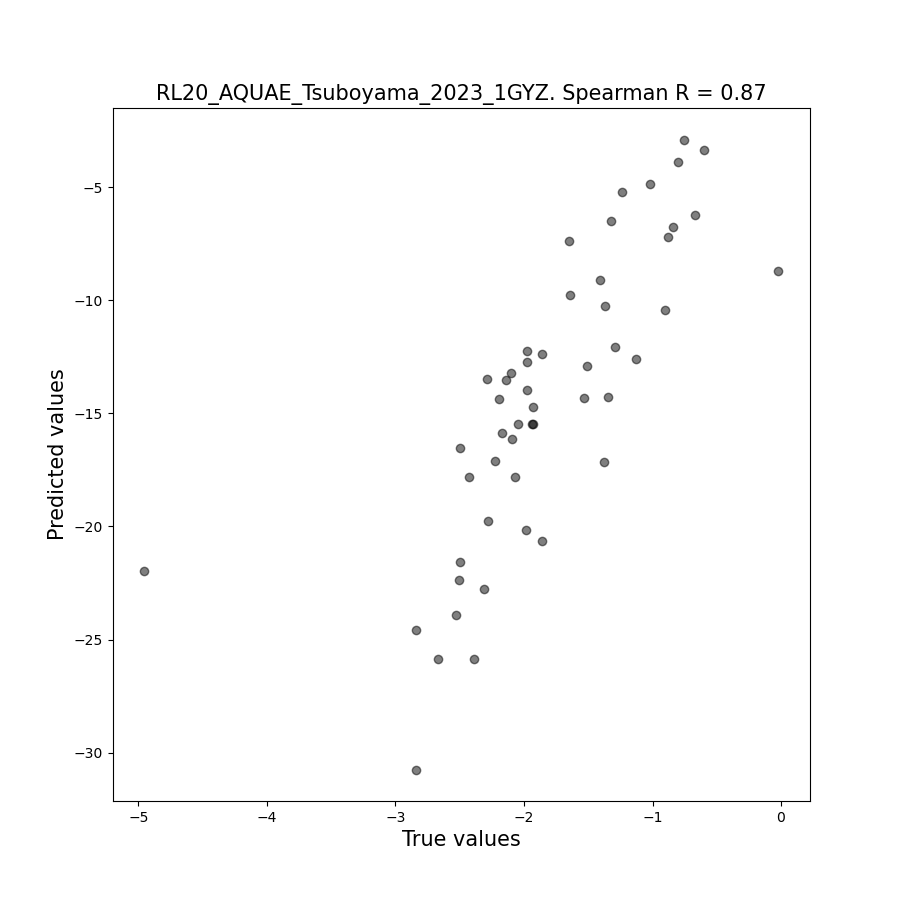 RL20_AQUAE_Tsuboyama_2023_1GYZ. Spearman R = 0.87
Predicted values
−5
−10
−15
−20
−25
−30
−5 −4 −3 −2 −1 0
True values